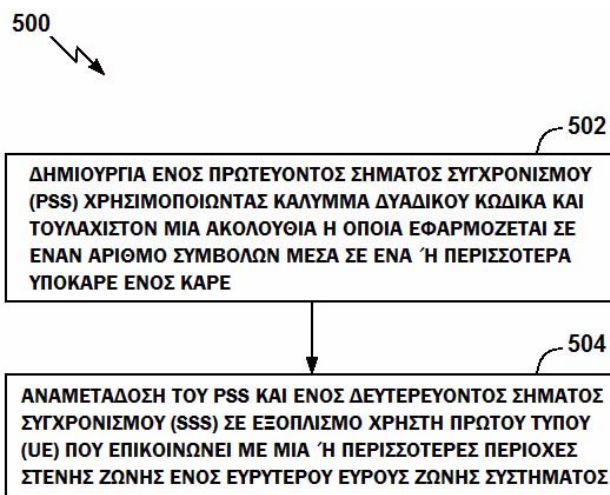 500
502
ΔΗΜΙΟΥΡΓΙΑ ΕΝΟΣ ΠΡΩΤΕΥΟΝΤΟΣ ΣΗΜΑΤΟΣ ΣΥΓΧΡΟΝΙΣΜΟΥ
(PSS) ΧΡΗΣΙΜΟΠΟΙΩΝΤΑΣ ΚΑΛΥΜΜΑ ΔΥΑΔΙΚΟΥ ΚΩΔΙΚΑ ΚΑΙ
ΤΟΥΛΑΧΙΣΤΟΝ ΜΙΑ ΑΚΟΛΟΥΘΙΑ Η ΟΠΟΙΑ ΕΦΑΡΜΟΖΕΤΑΙ ΣΕ
ΕΝΑΝ ΑΡΙΘΜΟ ΣΥΜΒΟΛΩΝ ΜΕΣΑ ΣΕ ΕΝΑ Ή ΠΕΡΙΣΣΟΤΕΡΑ
ΥΠΟΚΑΡΕ ΕΝΟΣ ΚΑΡΕ
504
ΑΝΑΜΕΤΑΔΟΣΗ ΤΟΥ PSS ΚΑΙ ΕΝΟΣ ΔΕΥΤΕΡΕΥΟΝΤΟΣ ΣΗΜΑΤΟΣ
ΣΥΓΧΡΟΝΙΣΜΟΥ (SSS) ΣΕ ΕΞΟΠΛΙΣΜΟ ΧΡΗΣΤΗ ΠΡΩΤΟΥ ΤΥΠΟΥ
(UE) ΠΟΥ ΕΠΙΚΟΙΝΩΝΕΙ ΜΕ ΜΙΑ Ή ΠΕΡΙΣΣΟΤΕΡΕΣ ΠΕΡΙΟΧΕΣ
ΣΤΕΝΗΣ ΖΩΝΗΣ ΕΝΟΣ ΕΥΡΥΤΕΡΟΥ ΕΥΡΟΥΣ ΖΩΝΗΣ ΣΥΣΤΗΜΑΤΟΣ